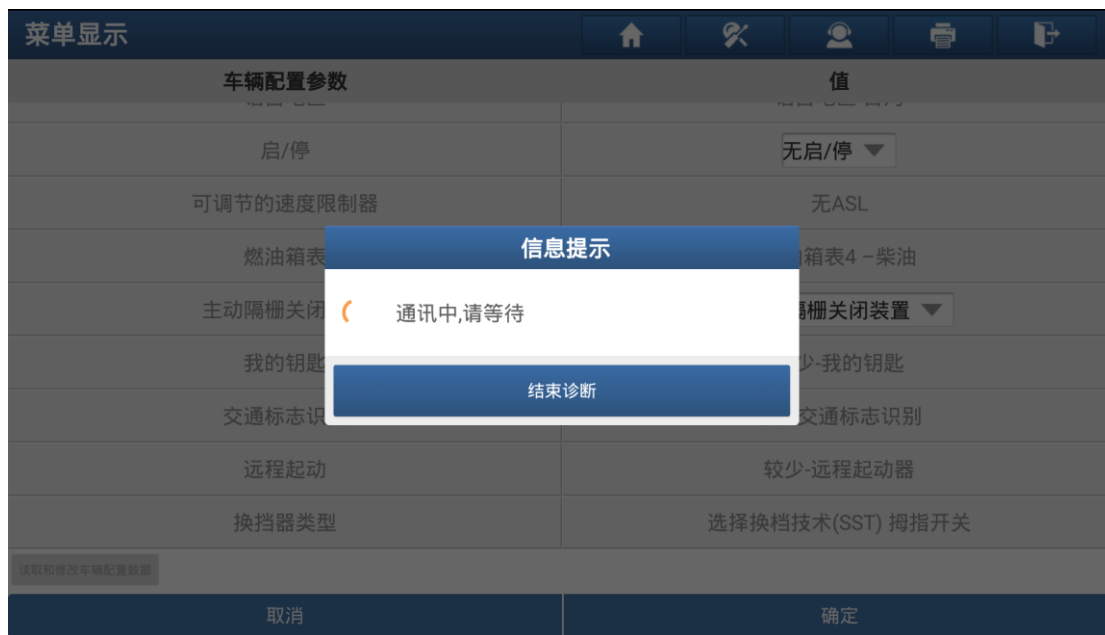 菜单显示
车辆配置参数 值
启/停 无启/停
可调节的速度限制器 无ASL
信息提示
燃油箱表 箱表4 –柴油
主动隔栅关闭 隔栅关闭装置
通讯中,请等待
我的钥匙 少-我的钥匙
结束诊断
交通标志识 交通标志识别
远程起动 较少-远程起动器
换挡器类型 选择换档技术(SST) 拇指开关
读取和修改车辆配置数据
取消 确定